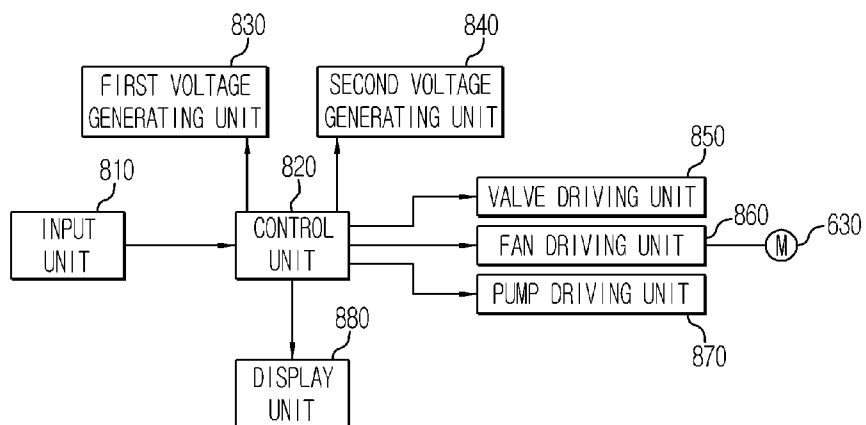 830
840
FIRST VOLTAGE
GENERATING UNIT
SECOND VOLTAGE
GENERATING UNIT
810
820
850
INPUT
UNIT
CONTROL
UNIT
VALVE DRIVING UNIT
860
FAN DRIVING UNIT
M
630
PUMP DRIVING UNIT
870
880
DISPLAY
UNIT